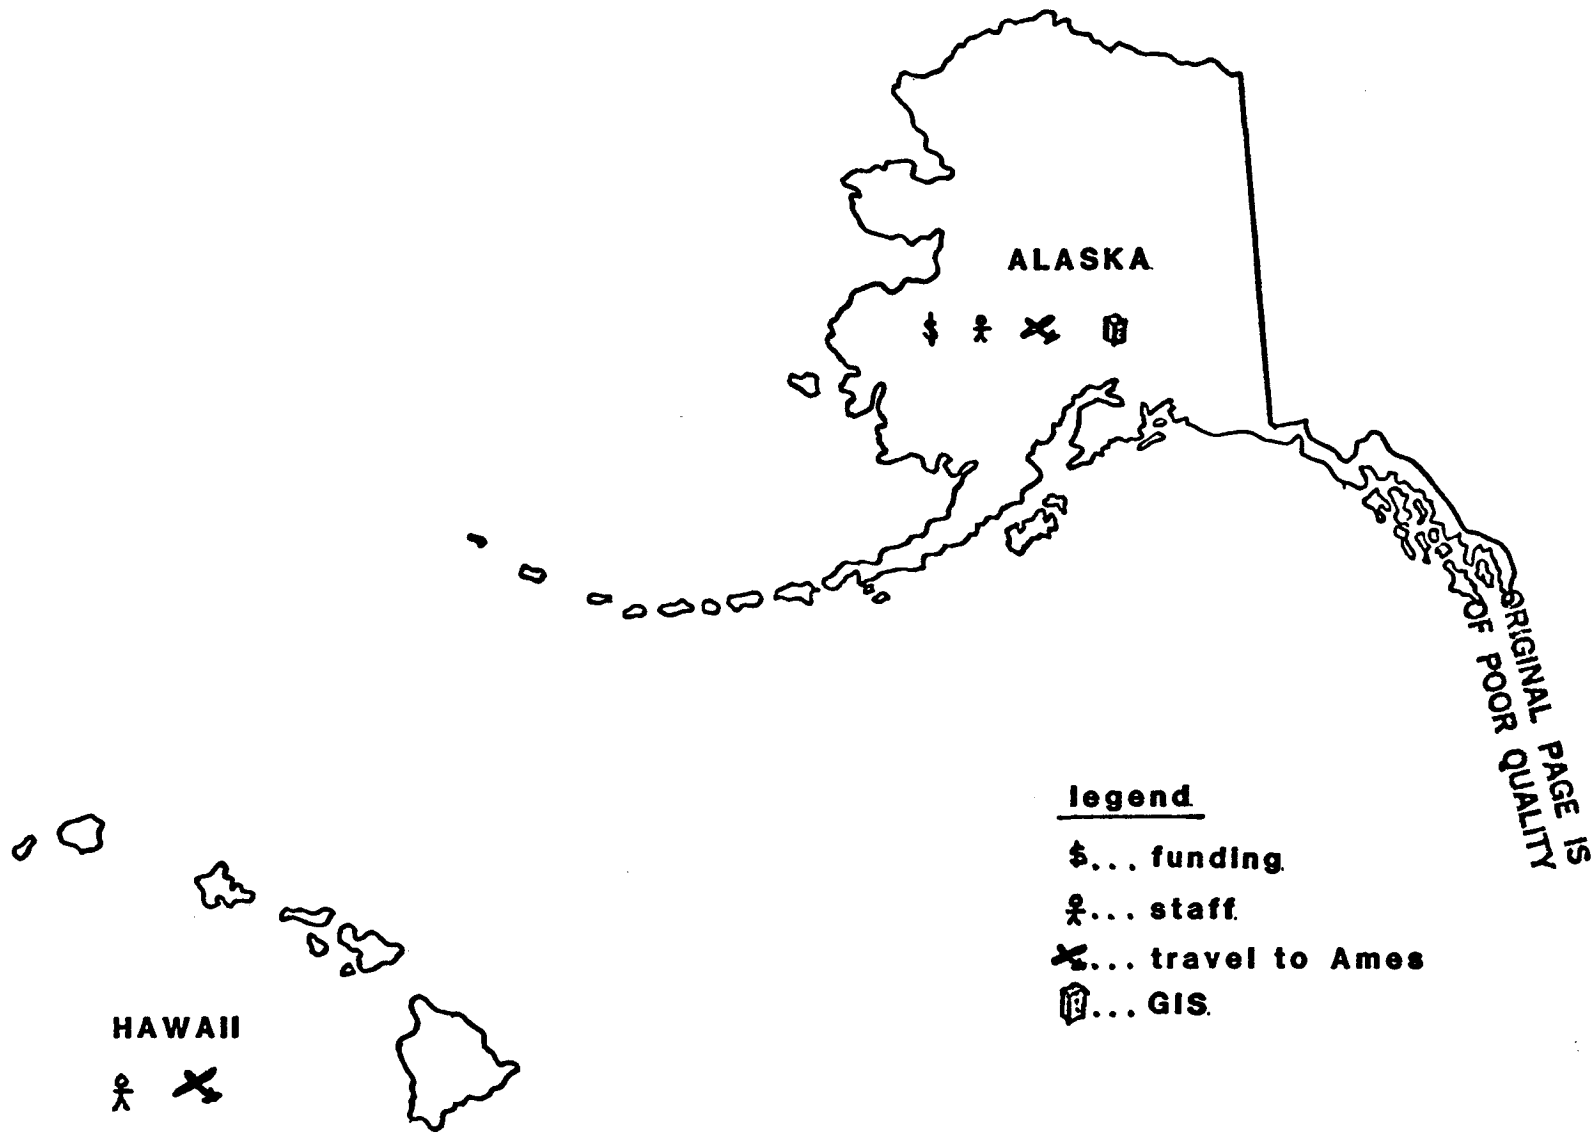 ALASKA
$
legend
$... funding
... staff
... travel to Ames
... GIS
HAWAII
ORIGINAL PAGE IS
OF POOR QUALITY